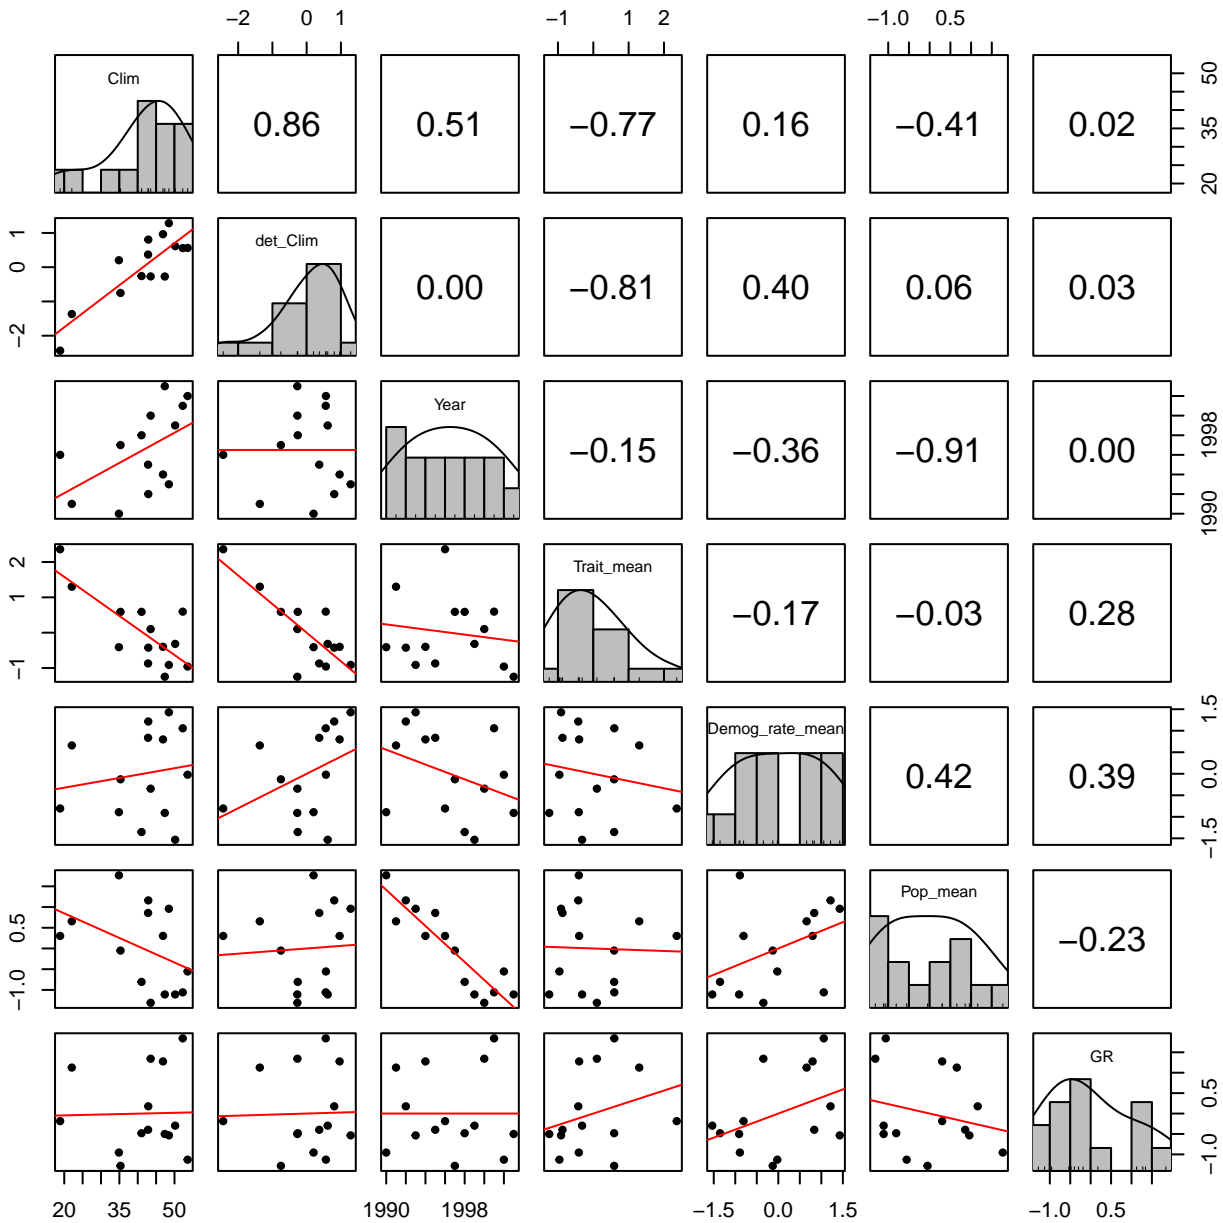 −2 0 1 −1 1 2 −1.0 0.5
Clim 0.86 0.51 −0.77 0.16 −0.41 0.02 20 35 50
−2 0 1 det_Clim 0.00 −0.81 0.40 0.06 0.03
Year −0.15 −0.36 −0.91 0.00 1990 1998
−1 1 2 Trait_mean −0.17 −0.03 0.28
Demog_rate_mean 0.42 0.39 −1.5 0.0 1.5
−1.0 0.5 Pop_mean −0.23
GR −1.0 0.5
20 35 50 1990 1998 −1.5 0.0 1.5 −1.0 0.5